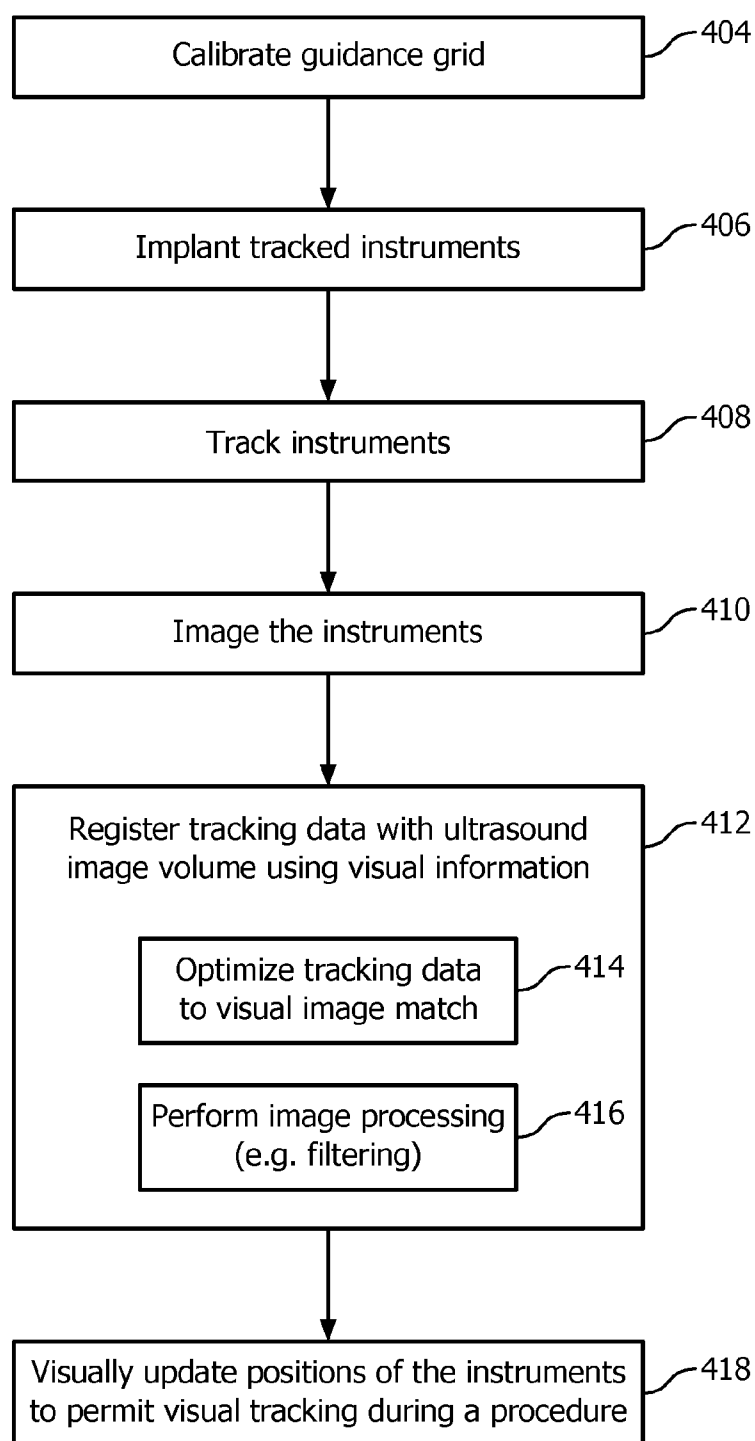 Calibrate guidance grid
404
Implant tracked instruments
406
Track instruments
408
Image the instruments
410
Register tracking data with ultrasound
image volume using visual information
412
Optimize tracking data
to visual image match
414
Perform image processing
(e.g. filtering)
416
Visually update positions of the instruments
to permit visual tracking during a procedure
418